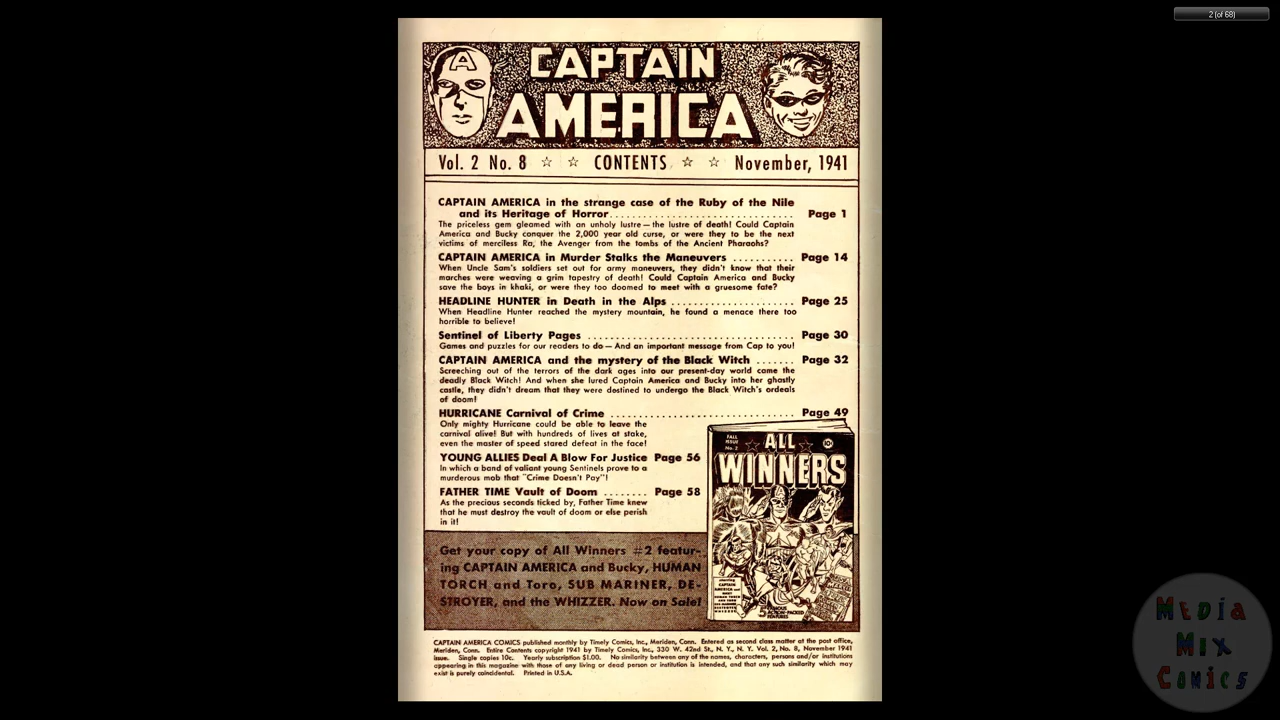 2 (of 68)
CAPTAIN
AMERICA
Vol. 2 No. 8 ☆ ☆ CONTENTS ☆ ☆ November, 1941
CAPTAIN AMERICA in the strange case of the Ruby of the Nile
and its Heritage of Horror.............................. Page 1
The priceless gem gleamed with an unholy lustre—the lustre of death! Could Captain
America and Bucky conquer the 2,000 year old curse, or were they to be the next
victims of merciless Ra, the Avenger from the tombs of the Ancient Pharaohs?
CAPTAIN AMERICA in Murder Stalks the Maneuvers ........... Page 14
When Uncle Sam's soldiers set out for army maneuvers, they didn't know that their
marches were weaving a grim tapestry of death! Could Captain America and Bucky
save the boys in khaki, or were they too doomed to meet with a gruesome fate?
HEADLINE HUNTER in Death in the Alps ..................... Page 25
When Headline Hunter reached the mystery mountain, he found a menace there too
horrible to believe!
Sentinel of Liberty Pages ................................... Page 30
Games and puzzles for our readers to do—And an important message from Cap to you!
CAPTAIN AMERICA and the mystery of the Black Witch ....... Page 32
Screeching out of the terrors of the dark ages into our present-day world came the
deadly Black Witch! And when she lured Captain America and Bucky into her ghastly
castle, they didn't dream that they were destined to undergo the Black Witch's ordeals
of doom!
HURRICANE Carnival of Crime ............................... Page 49
Only mighty Hurricane could be able to leave the
carnival alive! But with hundreds of lives at stake,
even the master of speed stared defeat in the face!
YOUNG ALLIES Deal A Blow For Justice Page 56
In which a band of valiant young Sentinels prove to a
murderous mob that "Crime Doesn't Pay"!
FATHER TIME Vault of Doom ........ Page 58
As the precious seconds ticked by, Father Time knew
that he must destroy the vault of doom or else perish
in it!
FALL
ISSUE
No. 2
10¢
ALL
WINNERS
Get your copy of All Winners #2 featur-
ing CAPTAIN AMERICA and Bucky, HUMAN
TORCH and Toro, SUB MARINER, DE-
STROYER, and the WHIZZER. Now on Sale!
CAPTAIN AMERICA COMICS published monthly by Timely Comics, Inc., Meriden, Conn. Entered as second class matter at the post office,
Meriden, Conn. Entire Contents copyright 1941 by Timely Comics, Inc., 330 W. 42nd St., N. Y., N. Y. Vol. 2, No. 8, November 1941
issue. Single copies 10c. Yearly subscription $1.00. No similarity between any of the names, characters, persons and/or institutions
appearing in this magazine with those of any living or dead person or institution is intended, and that any such similarity which may
exist is purely coincidental. Printed in U.S.A.
MEDIA
MIX
COMICS